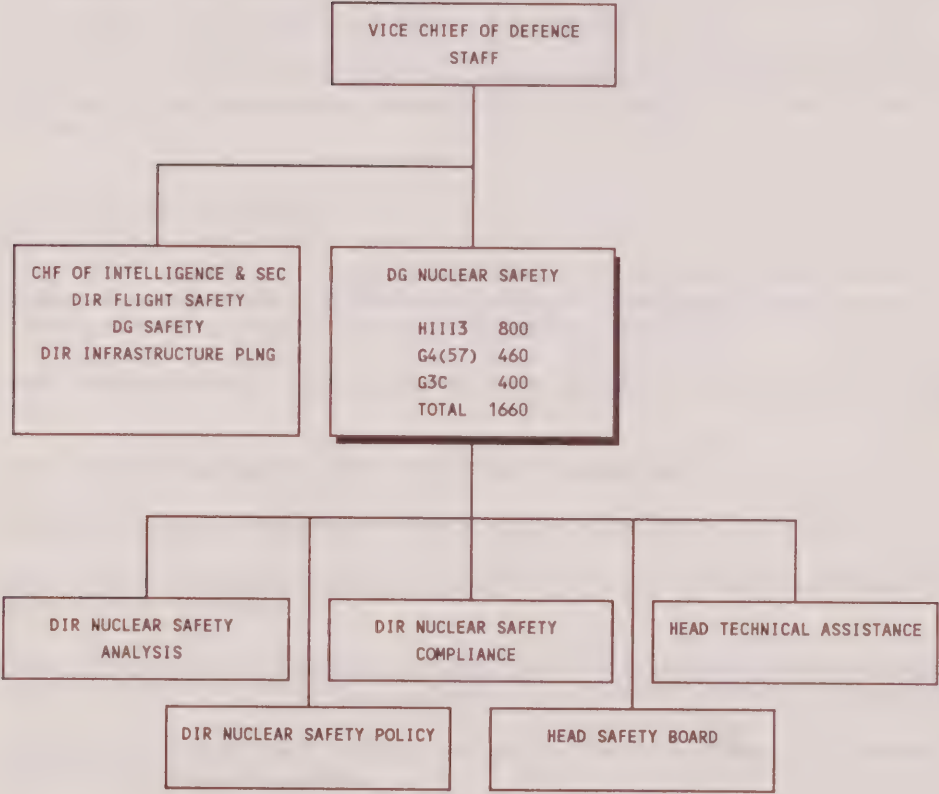 VICE CHIEF OF DEFENCE
STAFF
CHF OF INTELLIGENCE & SEC
DIR FLIGHT SAFETY
DG SAFETY
DIR INFRASTRUCTURE PLNG
DG NUCLEAR SAFETY
HIII3 800
G4(57) 460
G3C 400
TOTAL 1660
DIR NUCLEAR SAFETY
ANALYSIS
DIR NUCLEAR SAFETY
COMPLIANCE
HEAD TECHNICAL ASSISTANCE
DIR NUCLEAR SAFETY POLICY
HEAD SAFETY BOARD